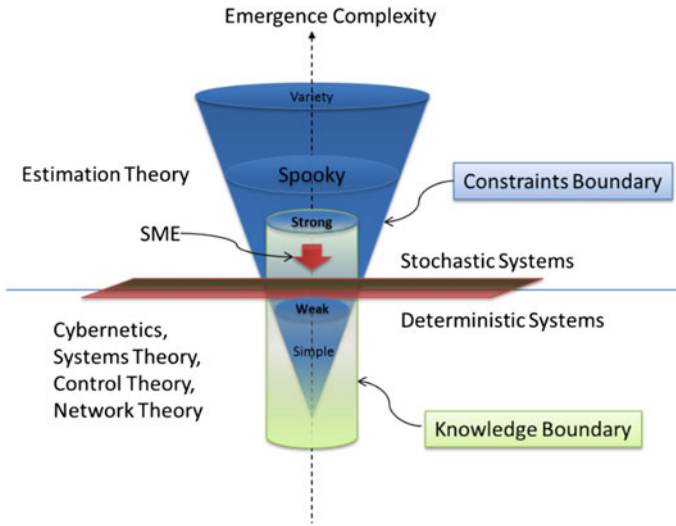 Emergence Complexity
Variety
Estimation Theory
Spooky
Constraints Boundary
Strong
SME
Stochastic Systems
Weak
Deterministic Systems
Cybernetics,
Systems Theory,
Control Theory,
Network Theory
Simple
Knowledge Boundary